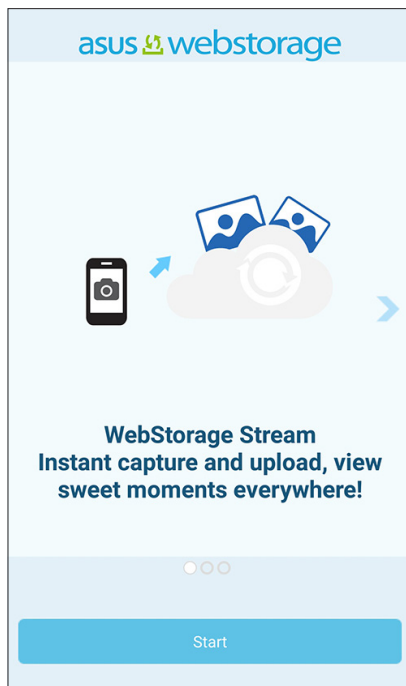 asus webstorage
WebStorage Stream
Instant capture and upload, view
sweet moments everywhere!
Start